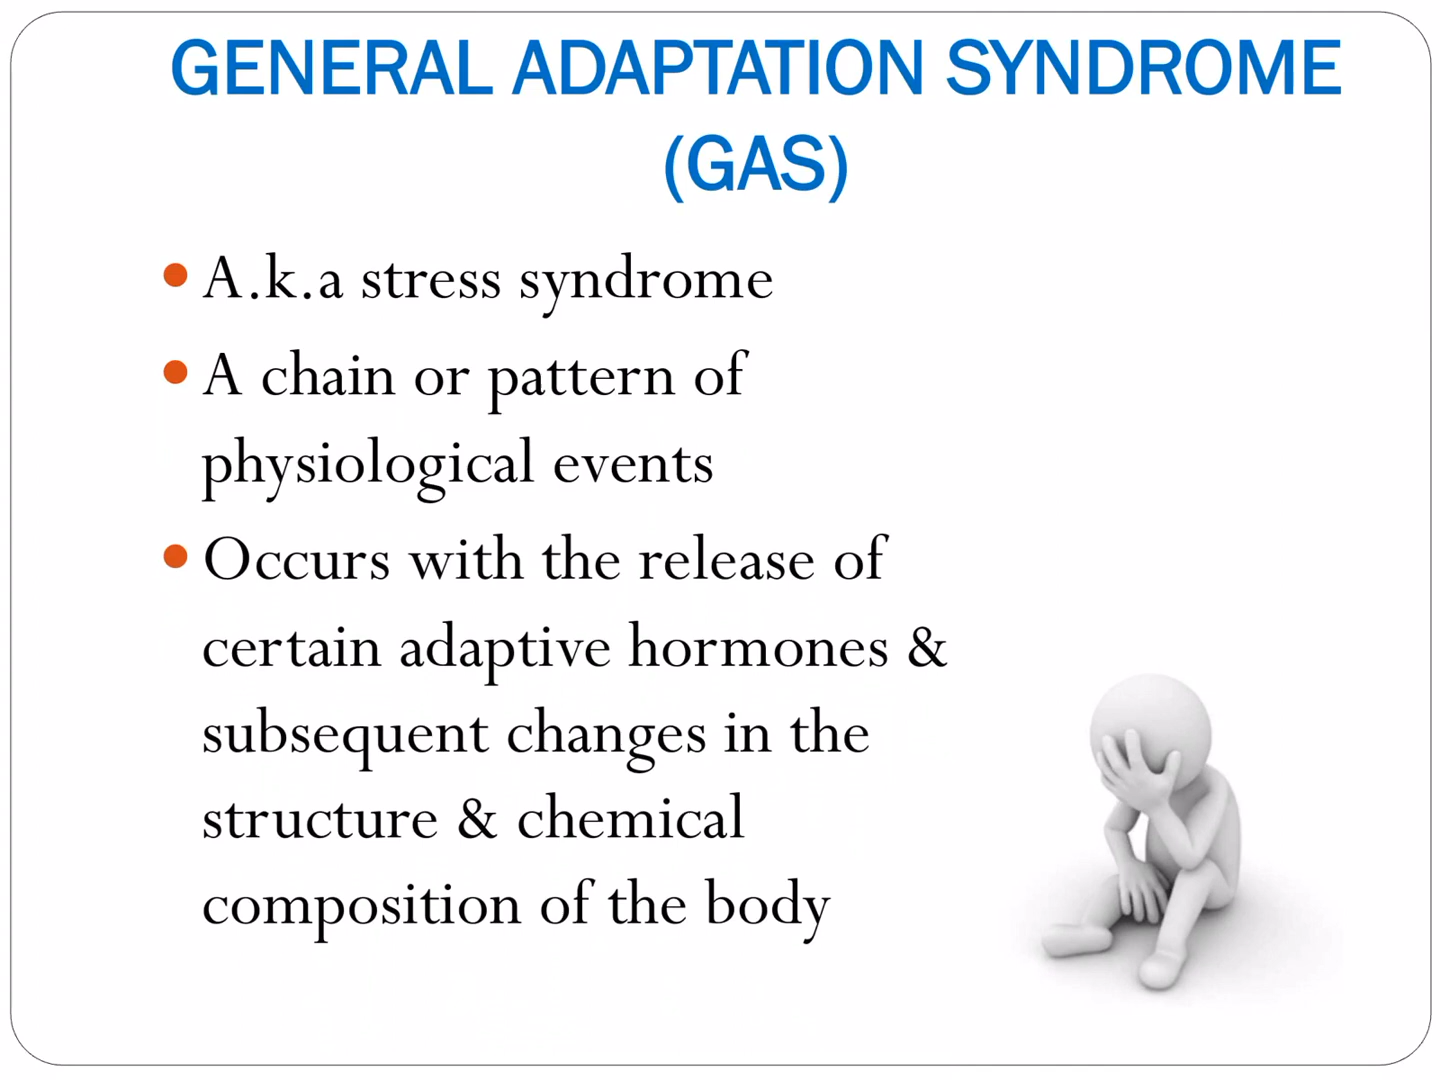 GENERAL ADAPTATION SYNDROME
(GAS)
A.k.a stress syndrome
A chain or pattern of
physiological events
Occurs with the release of
certain adaptive hormones &
subsequent changes in the
structure & chemical
composition of the body